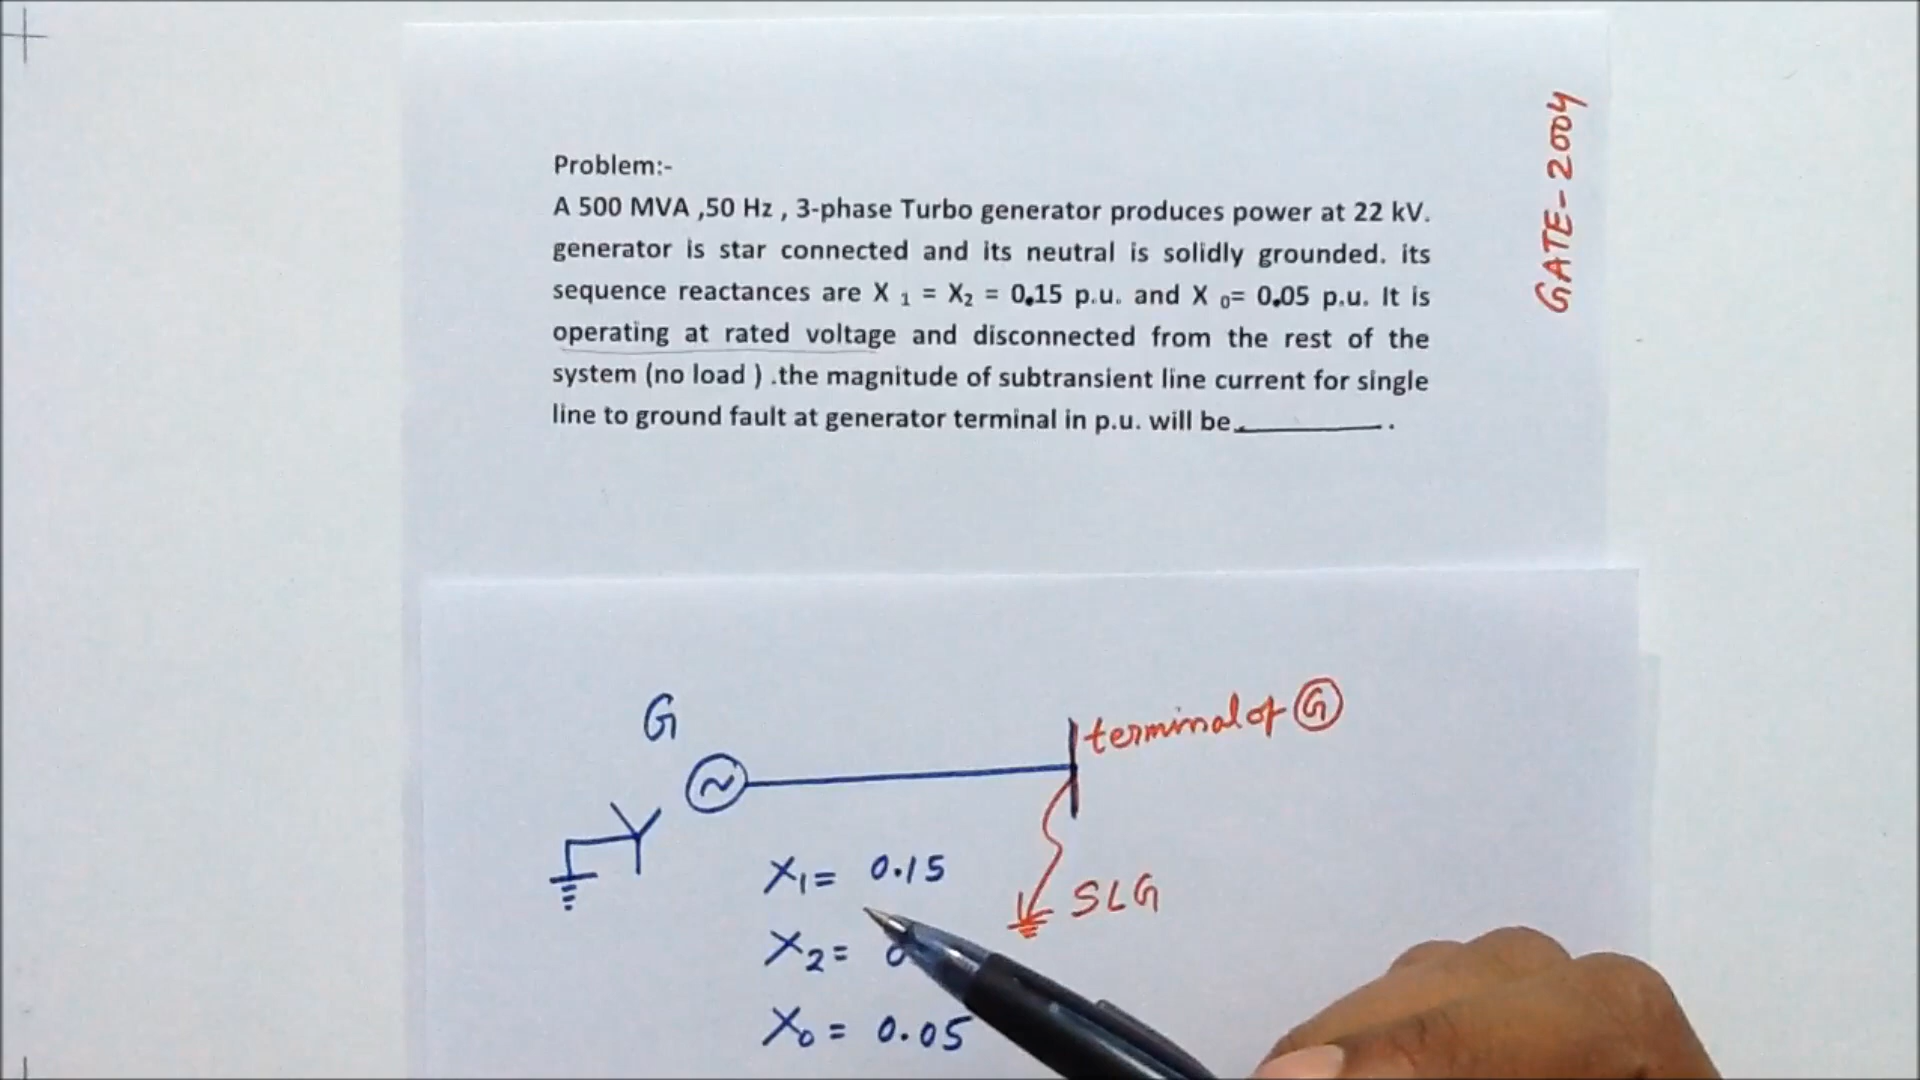 Problem:-
A 500 MVA ,50 Hz , 3-phase Turbo generator produces power at 22 kV.
generator is star connected and its neutral is solidly grounded. its
sequence reactances are X 1 = X2 = 0.15 p.u. and X 0= 0.05 p.u. It is
operating at rated voltage and disconnected from the rest of the
system (no load ) .the magnitude of subtransient line current for single
line to ground fault at generator terminal in p.u. will be__________ .
GATE-2004
G
terminal of G
X1= 0.15
SLG
X2= 0
X0= 0.05